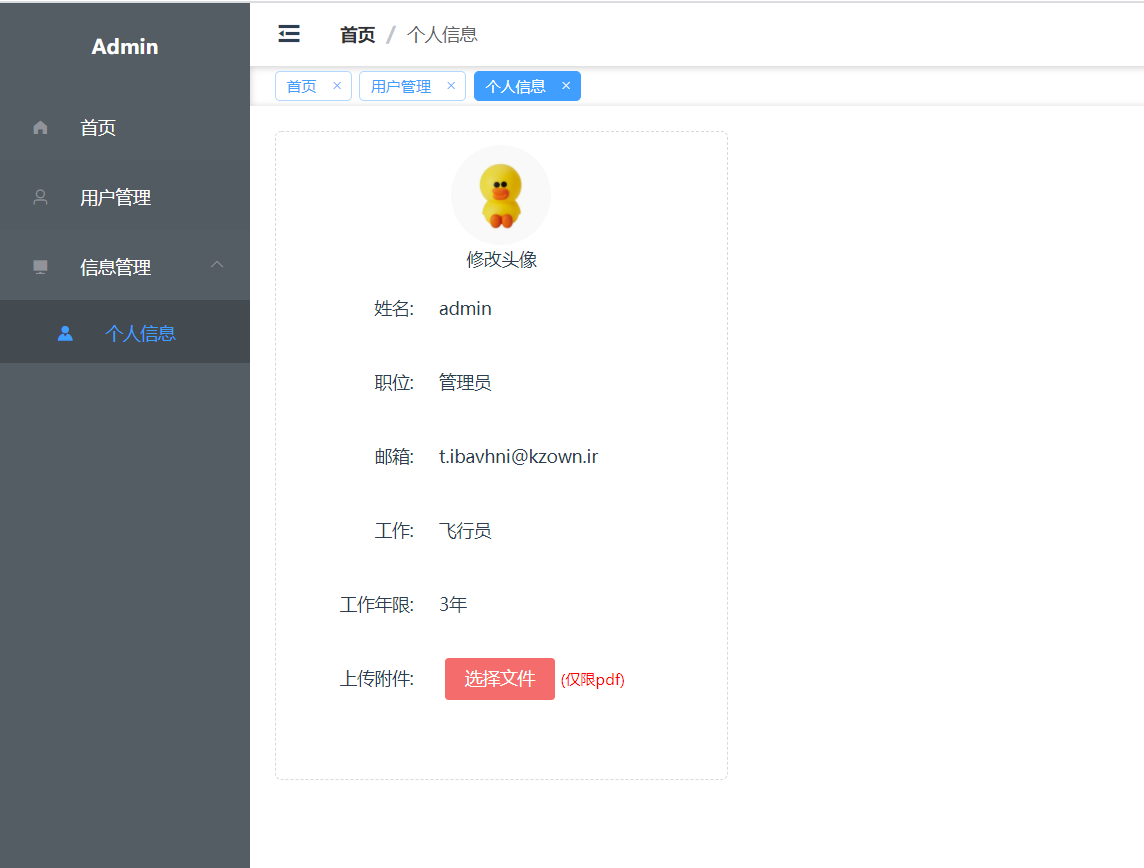 Admin
首页
用户管理
信息管理
个人信息
首页 / 个人信息
首页 × 用户管理 × 个人信息 ×
修改头像
姓名: admin
职位: 管理员
邮箱: t.ibavhni@kzown.ir
工作: 飞行员
工作年限: 3年
上传附件: 选择文件 (仅限pdf)